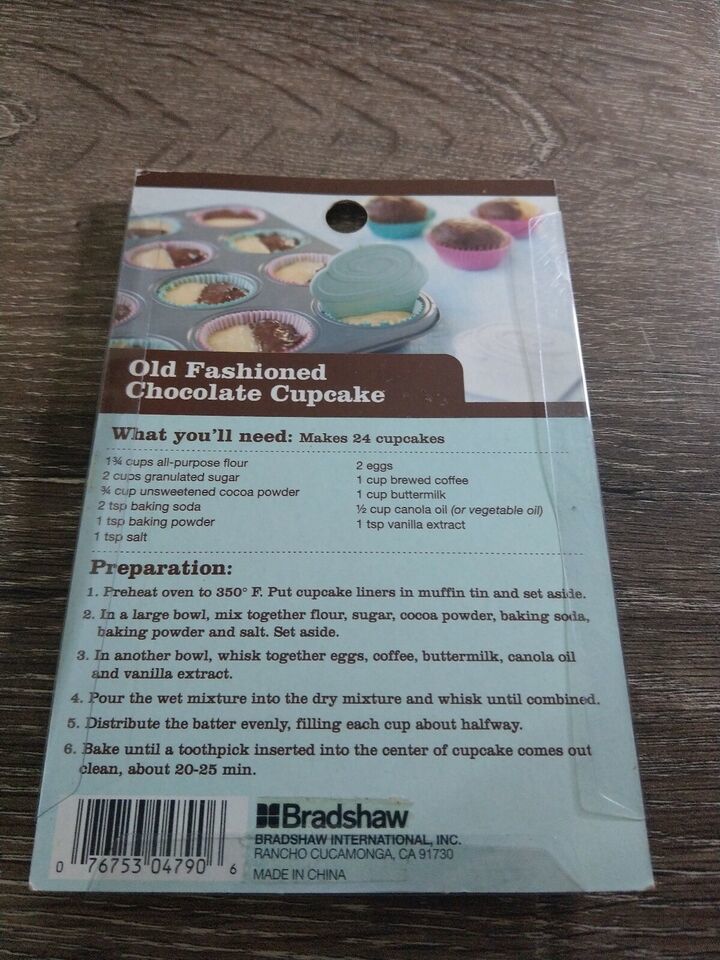 Old Fashioned
Chocolate Cupcake
What you'll need: Makes 24 cupcakes
1¾ cups all-purpose flour
2 cups granulated sugar
¾ cup unsweetened cocoa powder
2 tsp baking soda
1 tsp baking powder
1 tsp salt
2 eggs
1 cup brewed coffee
1 cup buttermilk
½ cup canola oil (or vegetable oil)
1 tsp vanilla extract
Preparation:
1. Preheat oven to 350° F. Put cupcake liners in muffin tin and set aside.
2. In a large bowl, mix together flour, sugar, cocoa powder, baking soda,
baking powder and salt. Set aside.
3. In another bowl, whisk together eggs, coffee, buttermilk, canola oil
and vanilla extract.
4. Pour the wet mixture into the dry mixture and whisk until combined.
5. Distribute the batter evenly, filling each cup about halfway.
6. Bake until a toothpick inserted into the center of cupcake comes out
clean, about 20-25 min.
Bradshaw
BRADSHAW INTERNATIONAL, INC.
RANCHO CUCAMONGA, CA 91730
MADE IN CHINA
0 76753 04790 6